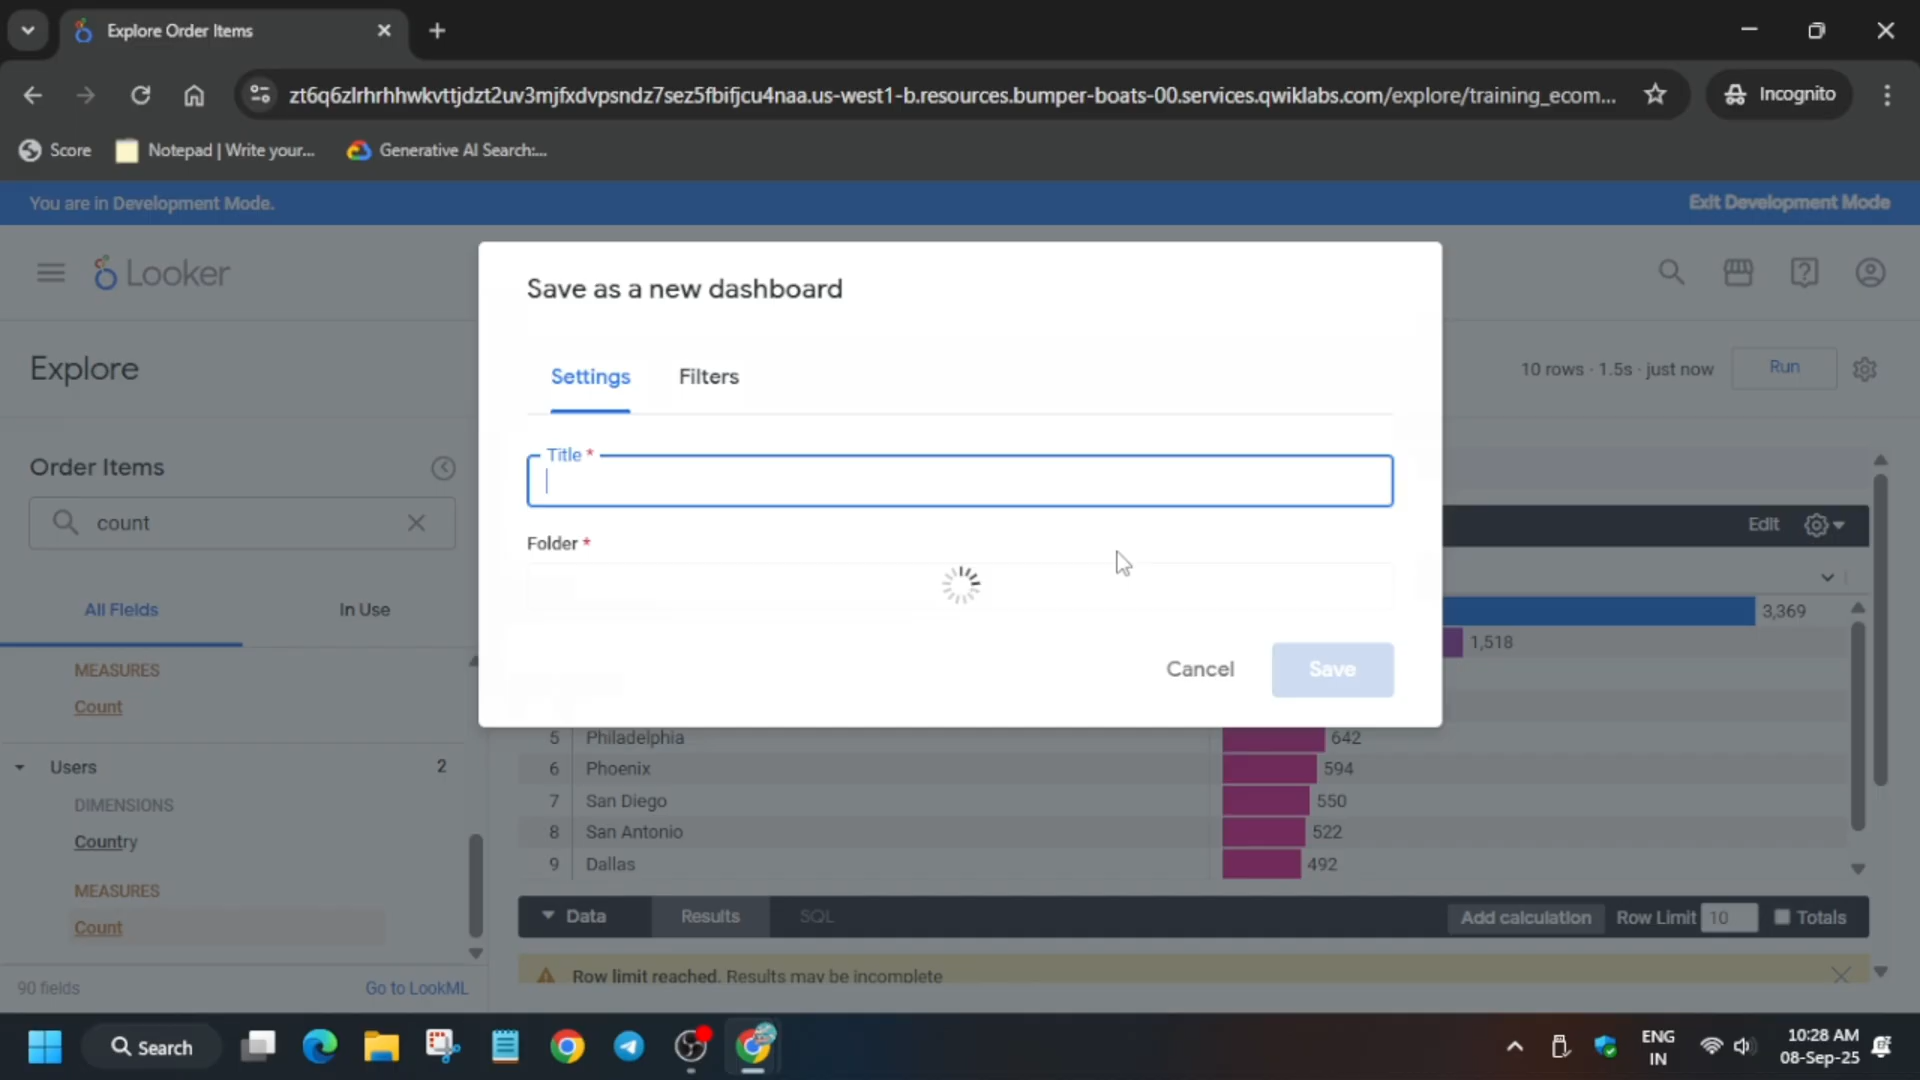 Explore Order Items
zt6q6zlrhrhhwkvttjdzt2uv3mjfxdvpsndz7sez5fbifjcu4naa.us-west1-b.resources.bumper-boats-00.services.qwiklabs.com/explore/training_ecom...
Incognito
Score
Notepad | Write your...
Generative AI Search:...
You are in Development Mode.
Exit Development Mode
Looker
Save as a new dashboard
Explore
Settings
Filters
10 rows · 1.5s · just now
Run
Order Items
Title *
count
Edit
Folder *
All Fields
In Use
3,369
1,518
MEASURES
Count
Cancel
Save
5 Philadelphia 642
6 Phoenix 594
7 San Diego 550
8 San Antonio 522
9 Dallas 492
Users 2
DIMENSIONS
Country
MEASURES
Count
Data
Results
SQL
Add calculation
Row Limit 10
Totals
Row limit reached. Results may be incomplete
90 fields
Go to LookML
Search
ENG
IN
10:28 AM
08-Sep-25